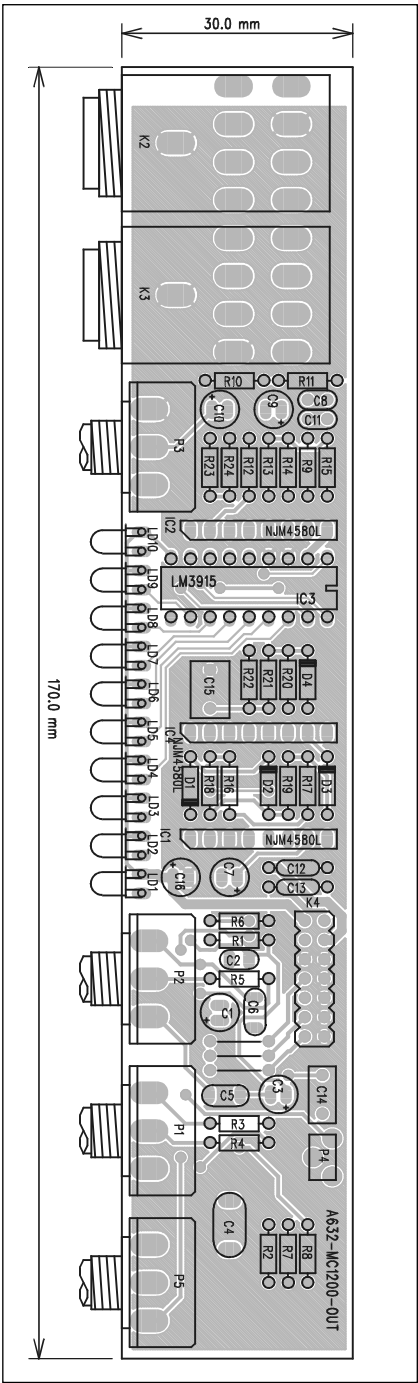 30.0 mm
170.0 mm
K2
K3
R10
R11
C8
C11
C10
C9
P3
R23
R24
R12
R13
R14
R9
R15
IC2
NJM4580L
LD10
LD9
LD8
LD7
LD6
LD5
LD4
LD3
LD2
LD1
LM3915
IC3
C15
R22
R21
R20
D4
IC4
NJM4580L
D1
R18
R16
D2
R19
R17
D3
IC1
NJM4580L
C16
C7
C12
C13
K4
R6
R1
C2
R5
C1
C6
P2
C5
C3
C14
P4
R3
R4
P1
C4
R2
R7
R8
P5
A632-MC1200-OUT